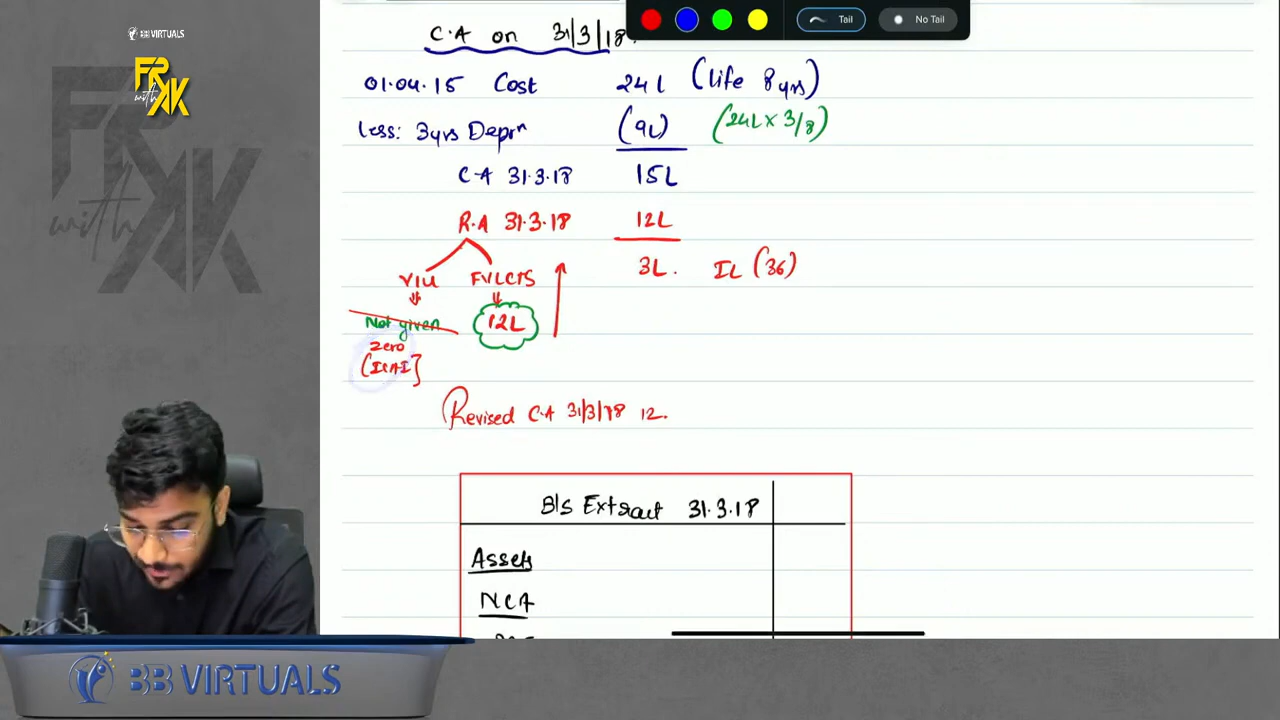 BB VIRTUALS
FR
with
AK
Tail
No Tail
C.A on 31/3/18.
01.04.15 Cost 24L (life 8yrs)
Less: 3yrs Deprn (9L) (24L x 3/8)
C.A 31.3.18 15L
R.A 31.3.18 12L
3L. IL (36)
VIU FVLCTS
Not given 12L
Zero
[ICAI]
Revised C.A 31/3/18 12.
B/S Extract 31.3.18
Assets
NCA
BB VIRTUALS